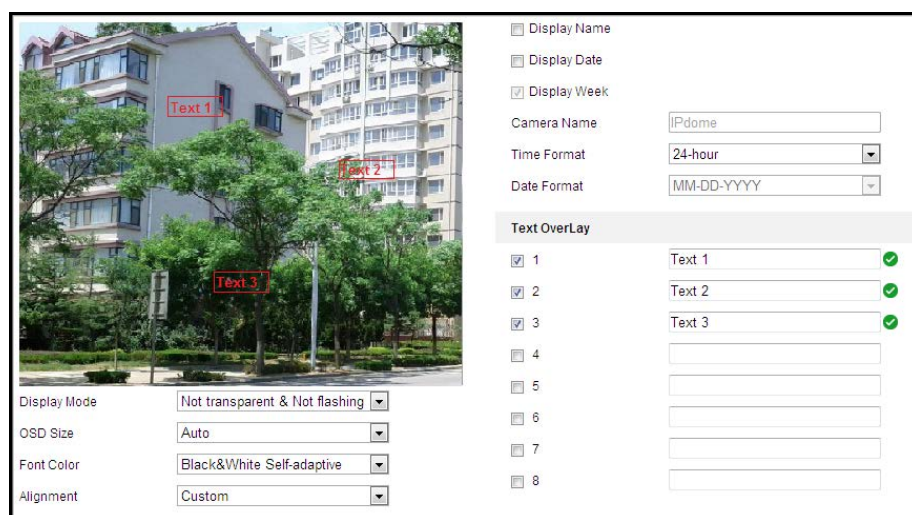 Text 1
Text 2
Text 3
Display Mode Not transparent & Not flashing
OSD Size Auto
Font Color Black&White Self-adaptive
Alignment Custom
Display Name
Display Date
Display Week
Camera Name IPdome
Time Format 24-hour
Date Format MM-DD-YYYY
Text OverLay
1 Text 1
2 Text 2
3 Text 3
4
5
6
7
8